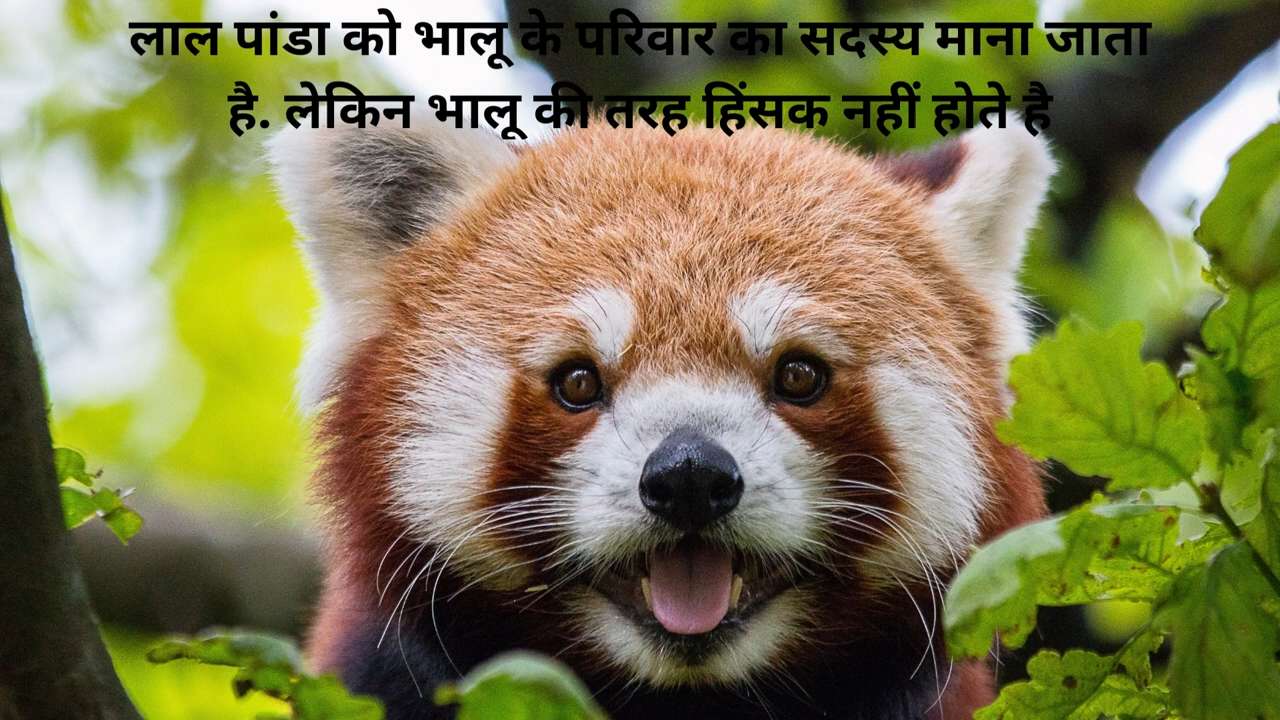 लाल पांडा को भालू के परिवार का सदस्य माना जाता
है. लेकिन भालू की तरह हिंसक नहीं होते है